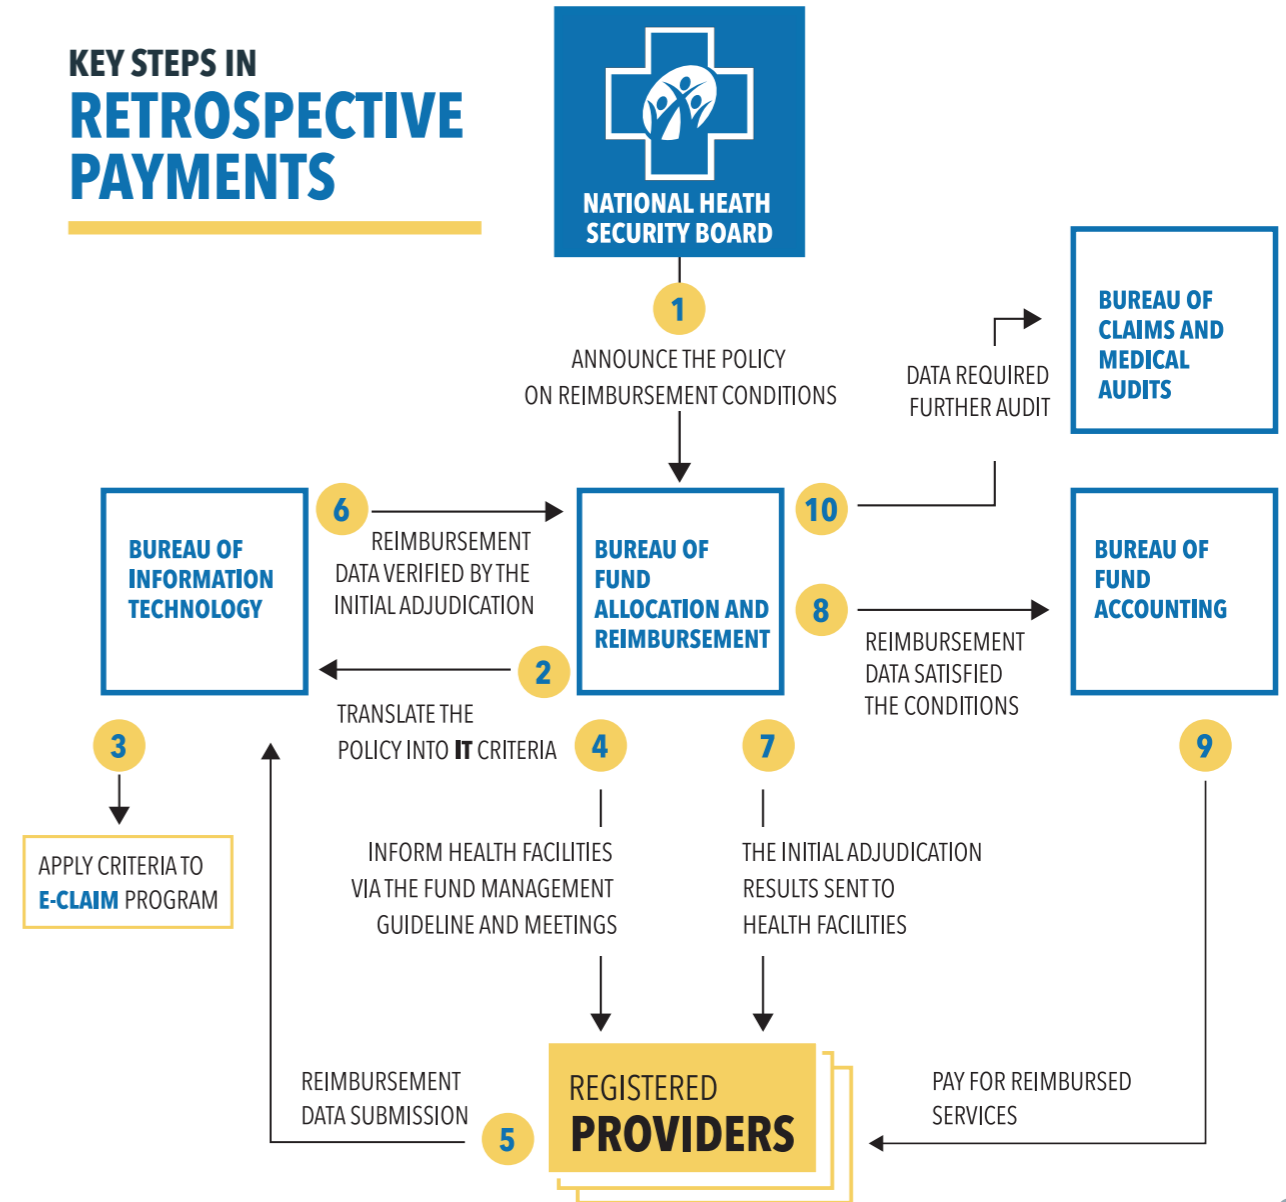 KEY STEPS IN
RETROSPECTIVE
PAYMENTS
NATIONAL HEATH
SECURITY BOARD
1
ANNOUNCE THE POLICY
ON REIMBURSEMENT CONDITIONS
DATA REQUIRED
FURTHER AUDIT
BUREAU OF
CLAIMS AND
MEDICAL
AUDITS
BUREAU OF
INFORMATION
TECHNOLOGY
6
REIMBURSEMENT
DATA VERIFIED BY THE
INITIAL ADJUDICATION
2
TRANSLATE THE
POLICY INTO IT CRITERIA
BUREAU OF
FUND
ALLOCATION AND
REIMBURSEMENT
10
8
REIMBURSEMENT
DATA SATISFIED
THE CONDITIONS
BUREAU OF
FUND
ACCOUNTING
3
APPLY CRITERIA TO
E-CLAIM PROGRAM
4
INFORM HEALTH FACILITIES
VIA THE FUND MANAGEMENT
GUIDELINE AND MEETINGS
7
THE INITIAL ADJUDICATION
RESULTS SENT TO
HEALTH FACILITIES
9
REIMBURSEMENT
DATA SUBMISSION
5
REGISTERED
PROVIDERS
PAY FOR REIMBURSED
SERVICES